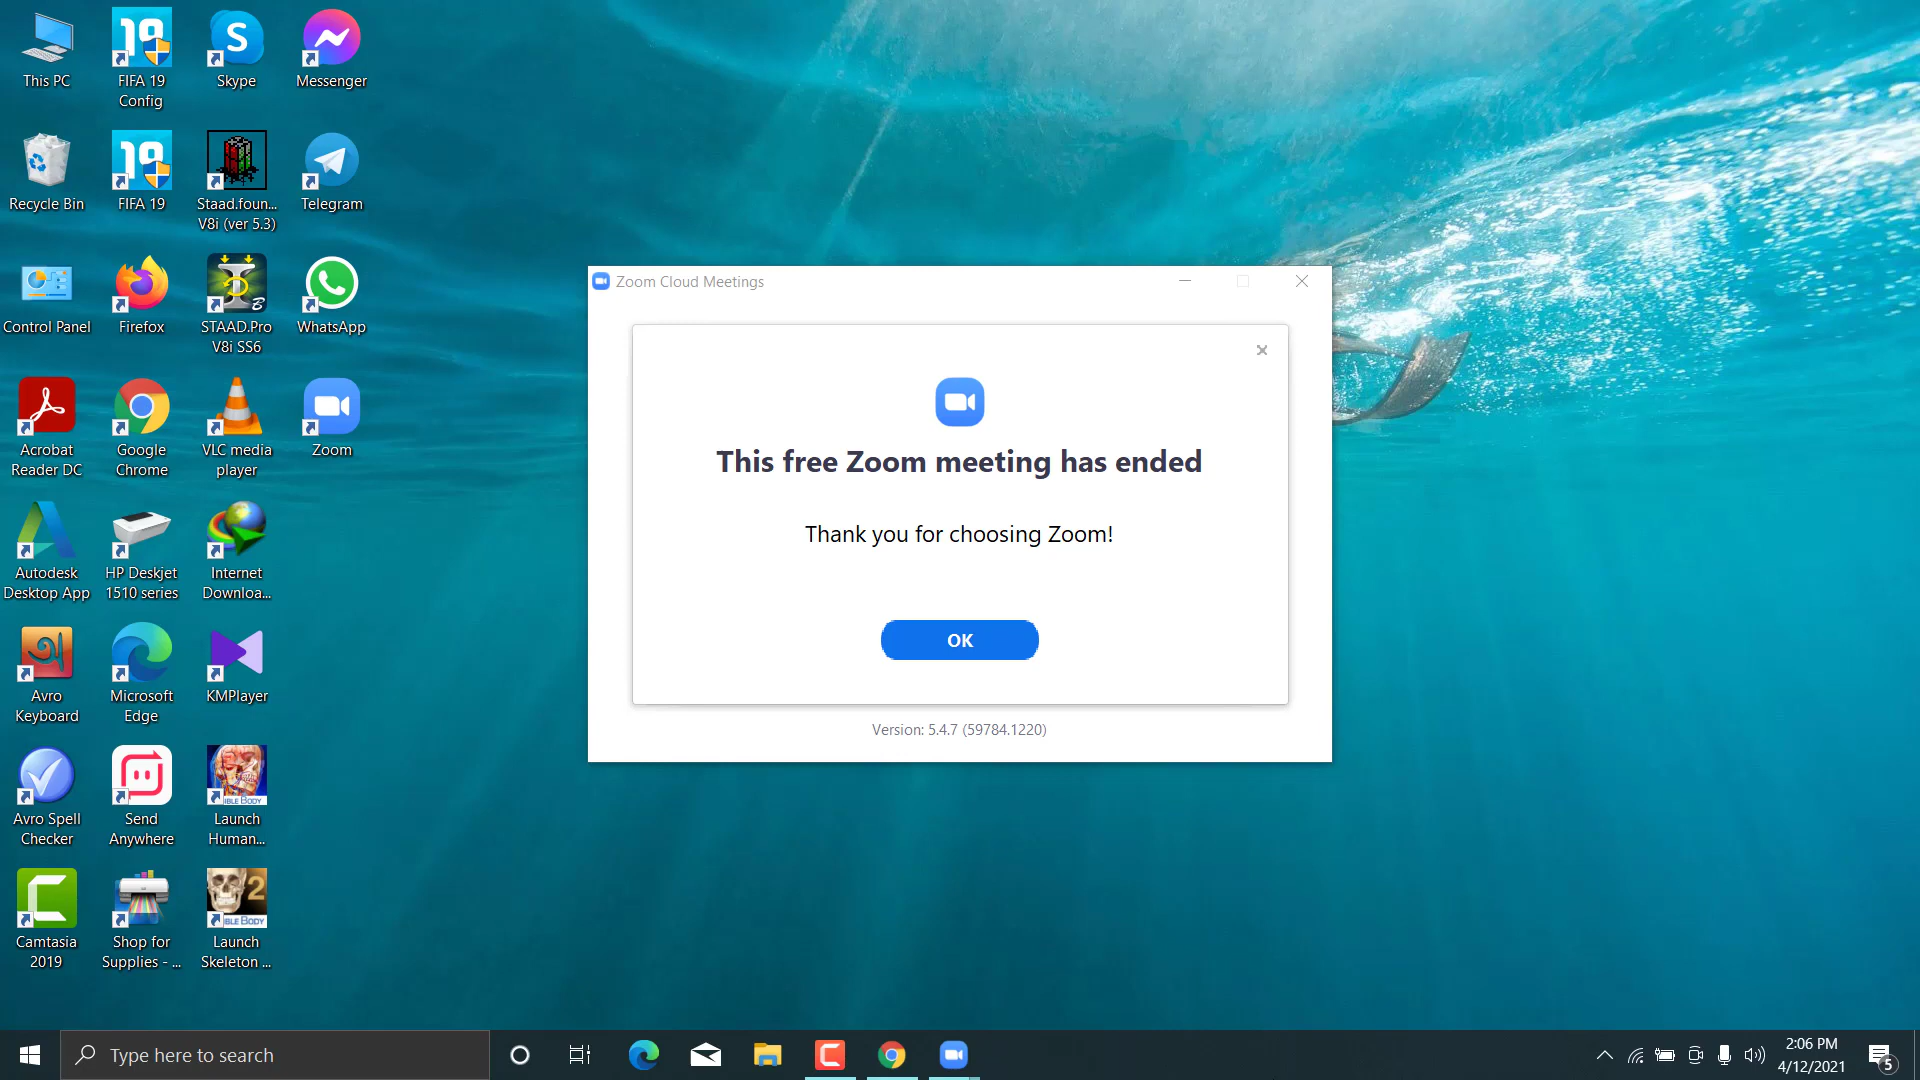 This PC
FIFA 19
Config
Skype
Messenger
Recycle Bin
FIFA 19
Staad.foun...
V8i (ver 5.3)
Telegram
Control Panel
Firefox
STAAD.Pro
V8i SS6
WhatsApp
Acrobat
Reader DC
Google
Chrome
VLC media
player
Zoom
Autodesk
Desktop App
HP Deskjet
1510 series
Internet
Downloa...
Avro
Keyboard
Microsoft
Edge
KMPlayer
Avro Spell
Checker
Send
Anywhere
Launch
Human...
Camtasia
2019
Shop for
Supplies - ...
Launch
Skeleton ...
Zoom Cloud Meetings
This free Zoom meeting has ended
Thank you for choosing Zoom!
OK
Version: 5.4.7 (59784.1220)
Type here to search
2:06 PM
4/12/2021
5